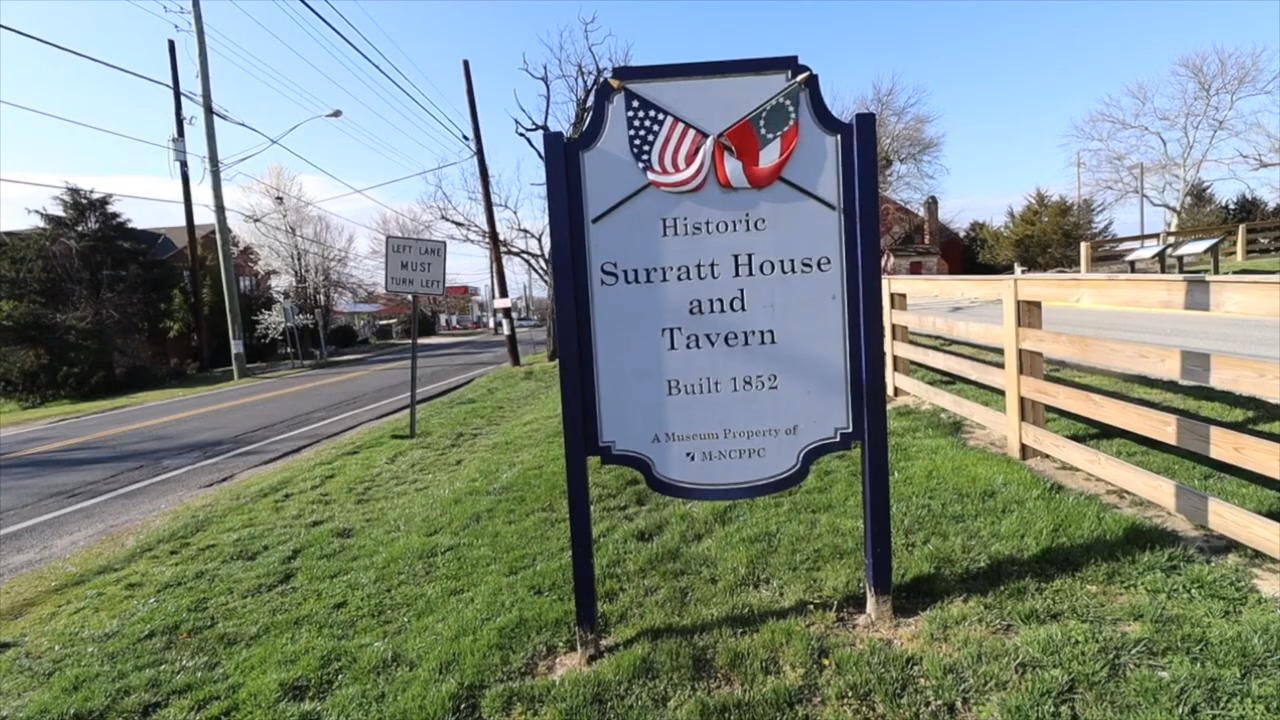 LEFT LANE
MUST
TURN LEFT
Historic
Surratt House
and
Tavern
Built 1852
A Museum Property of
M-NCPPC